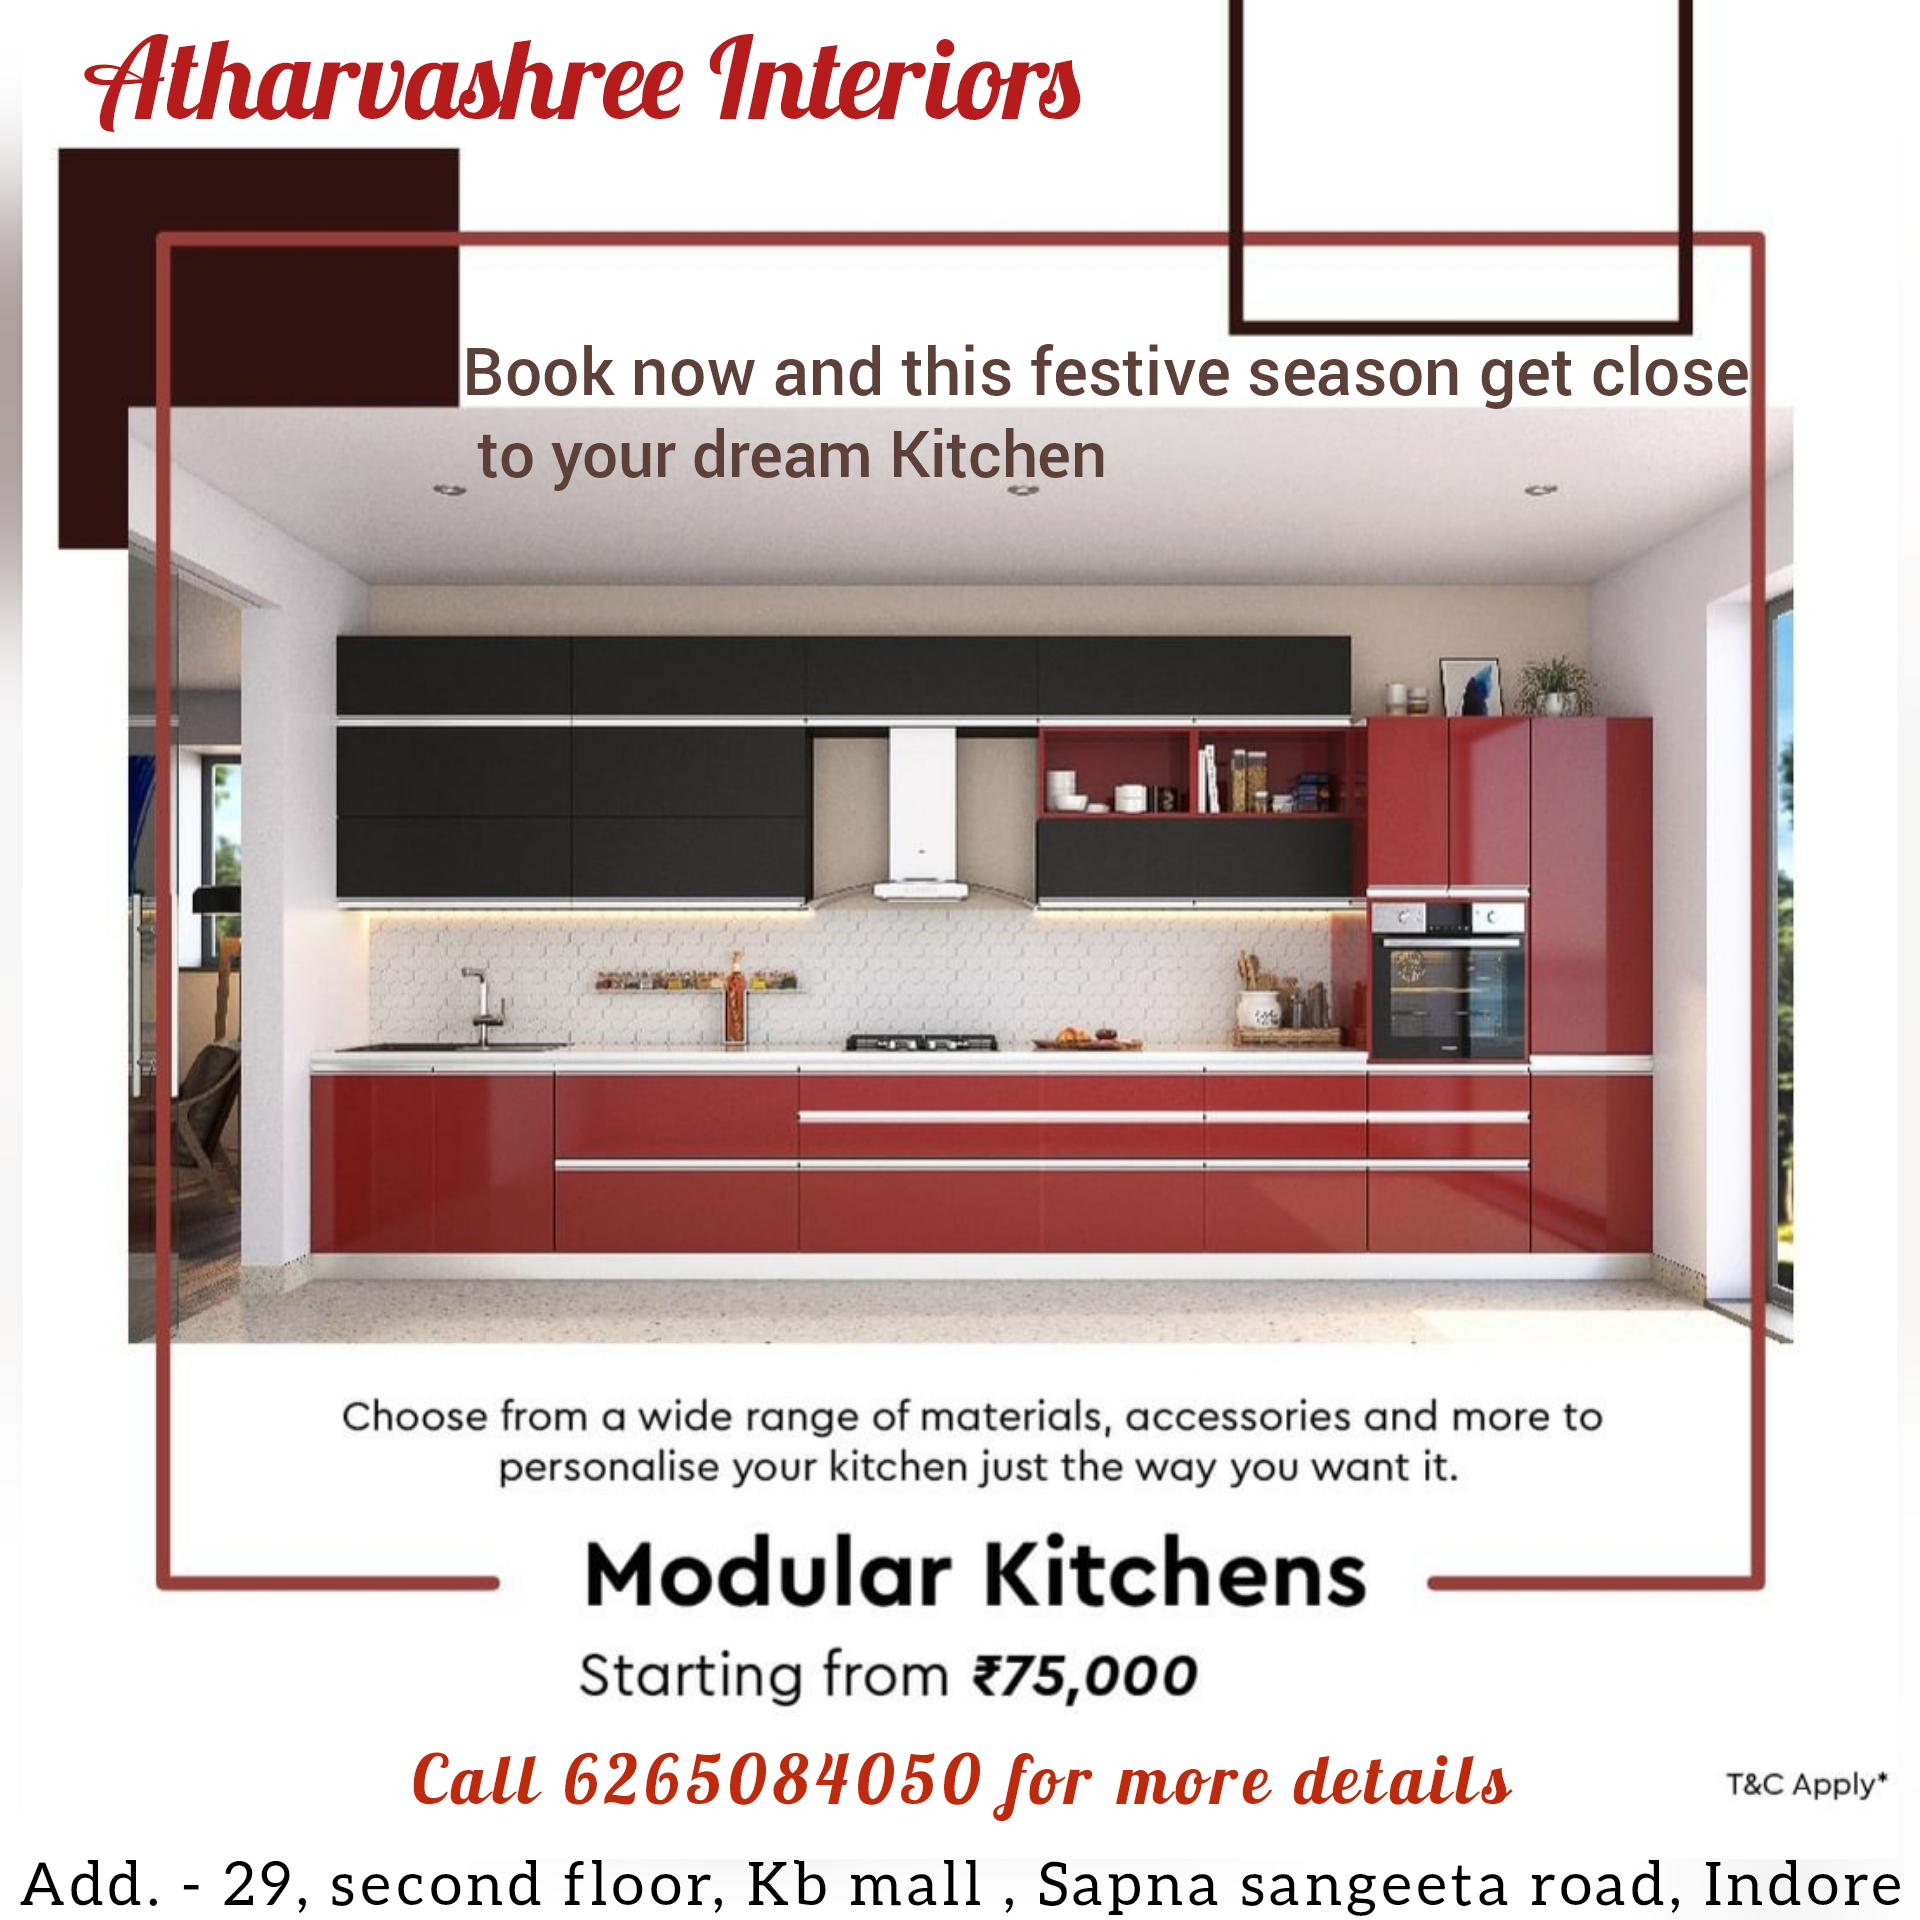 Atharvashree Interiors
Book now and this festive season get close
to your dream Kitchen
Choose from a wide range of materials, accessories and more to
personalise your kitchen just the way you want it.
Modular Kitchens
Starting from ₹75,000
Call 6265084050 for more details
T&C Apply*
Add. - 29, second floor, Kb mall , Sapna sangeeta road, Indore